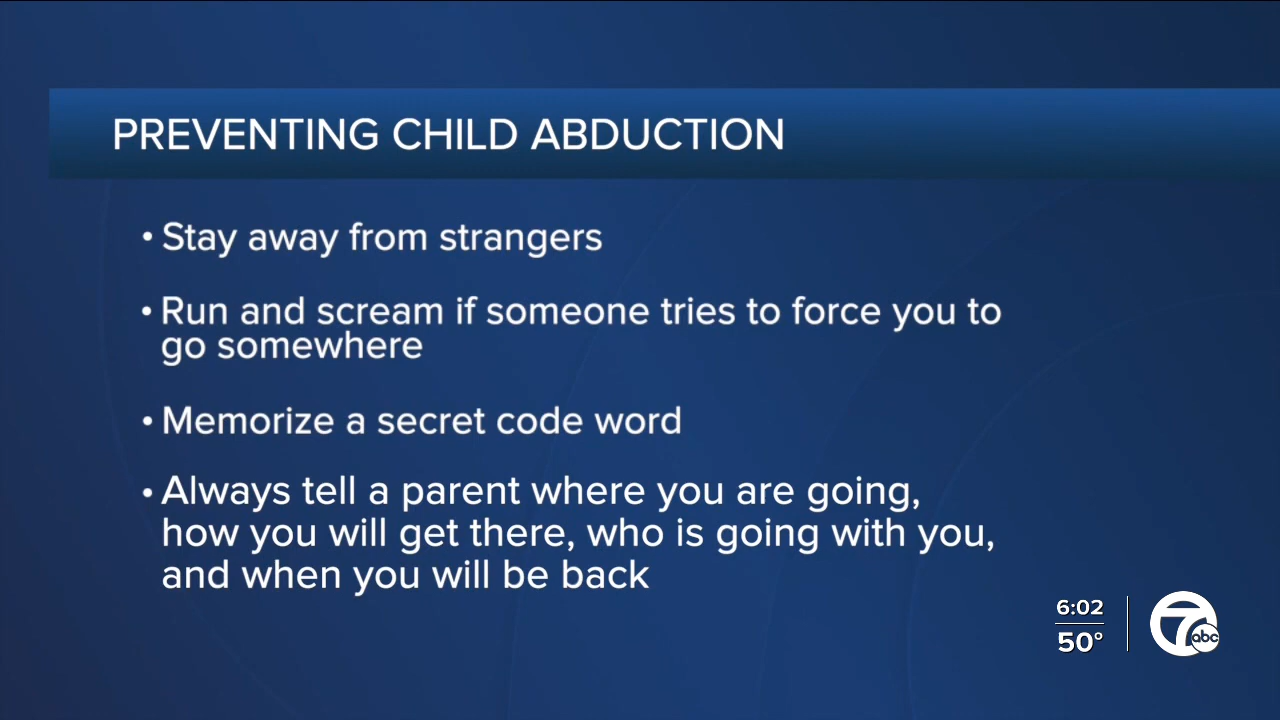 PREVENTING CHILD ABDUCTION
• Stay away from strangers
• Run and scream if someone tries to force you to
go somewhere
• Memorize a secret code word
• Always tell a parent where you are going,
how you will get there, who is going with you,
and when you will be back
6:02
50°
7 abc